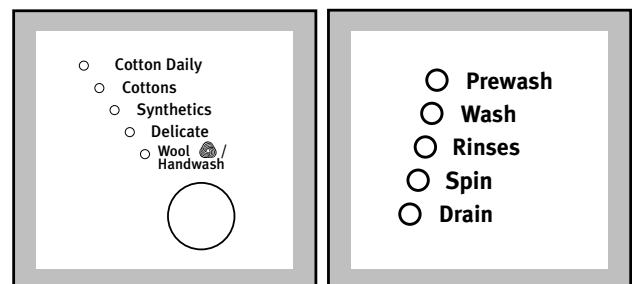 Cotton Daily
Cottons
Synthetics
Delicate
Wool /
Handwash
Prewash
Wash
Rinses
Spin
Drain